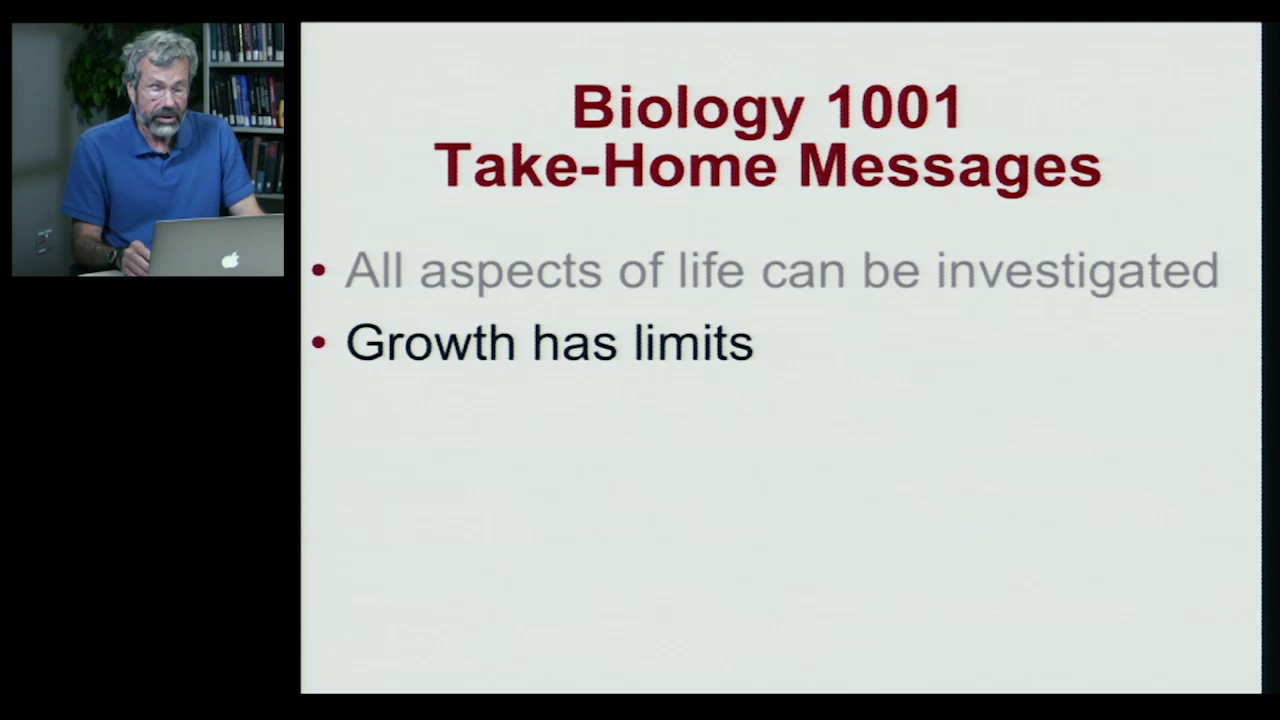 Biology 1001
Take-Home Messages
• All aspects of life can be investigated
• Growth has limits